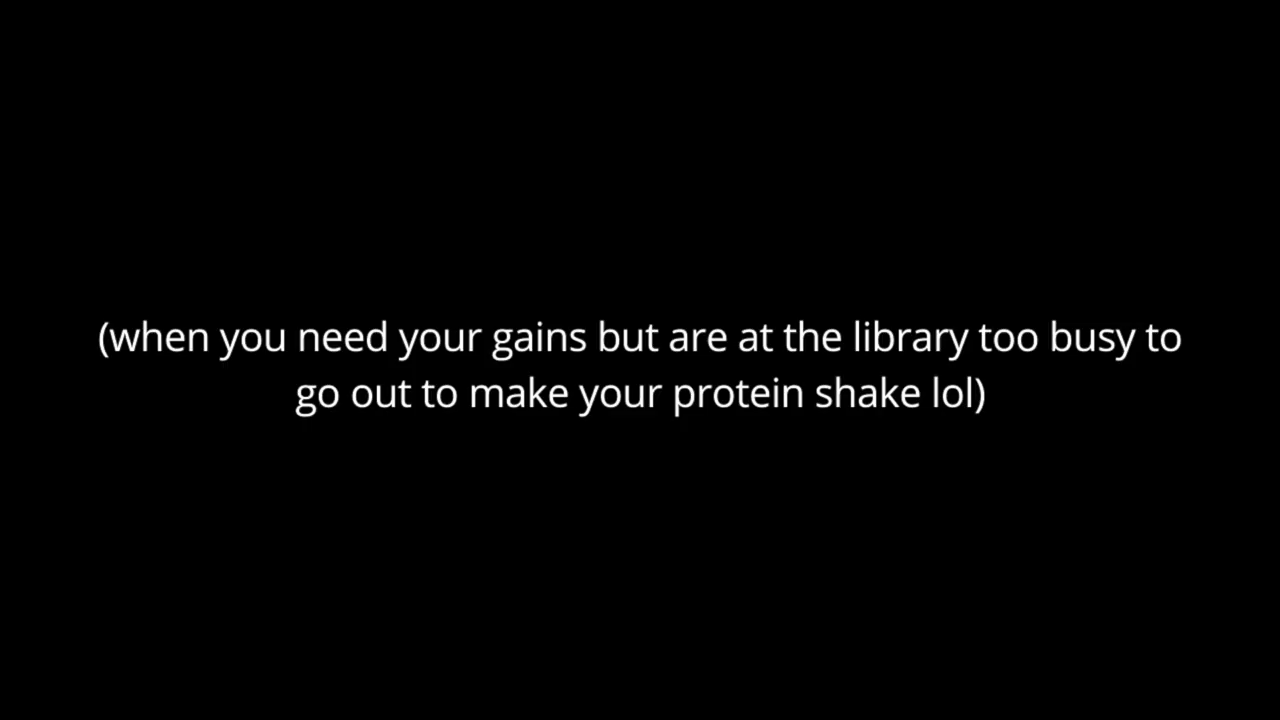 (when you need your gains but are at the library too busy to
go out to make your protein shake lol)